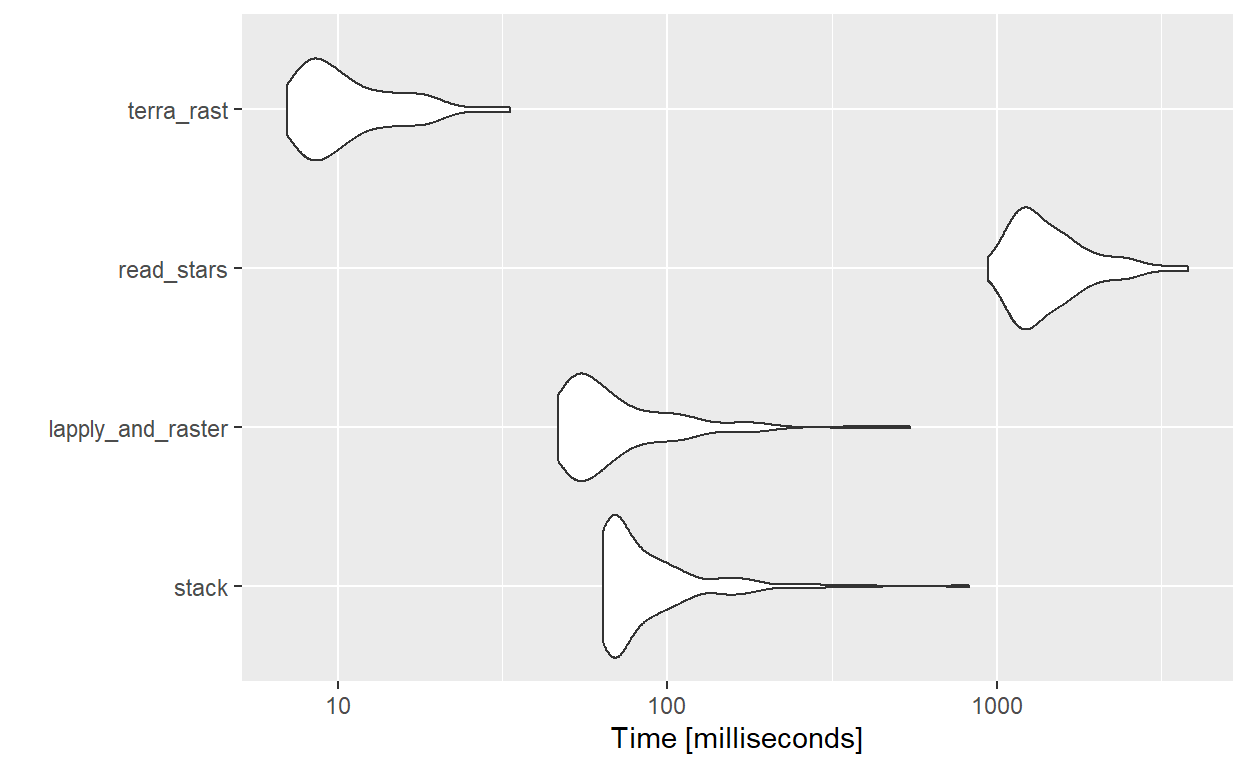 terra_rast
read_stars
lapply_and_raster
stack
10 100 1000
Time [milliseconds]